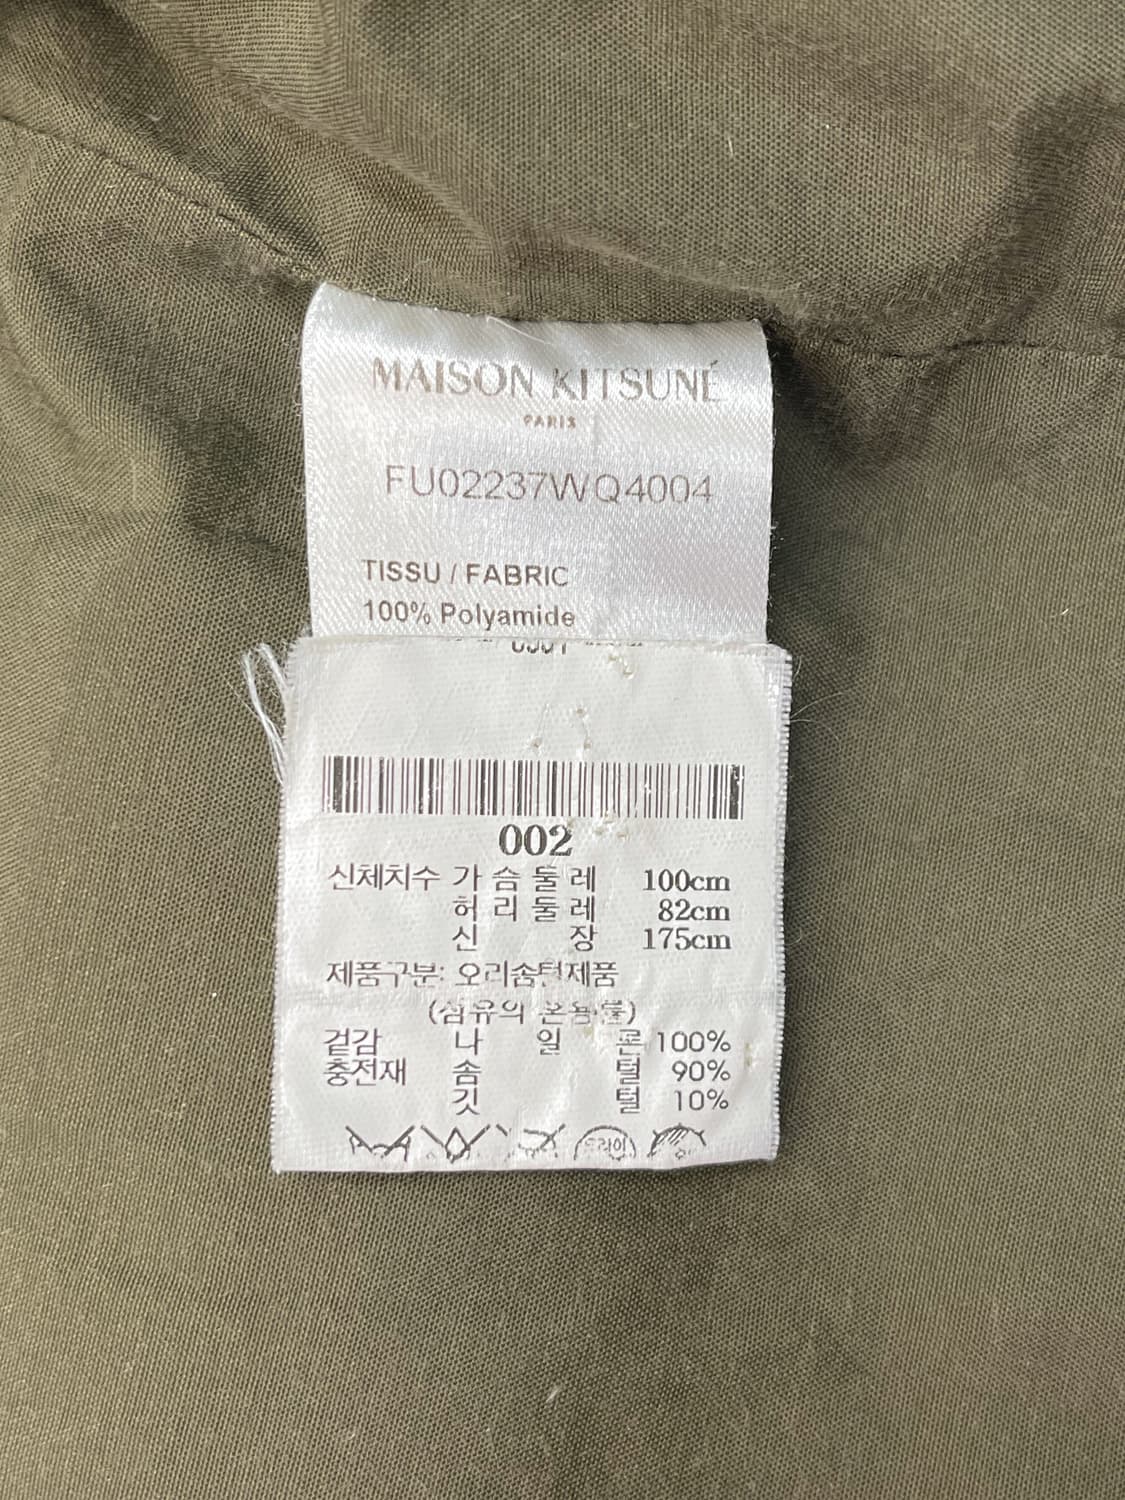 MAISON KITSUNÉ
PARIS
FU02237WQ4004
TISSU / FABRIC
100% Polyamide
002
신체치수 가슴둘레 100cm
허리둘레 82cm
신장 175cm
제품구분: 오리솜털제품
(섬유의 혼용률)
겉감 나일론 100%
충전재 솜털 90%
깃털 10%
드라이